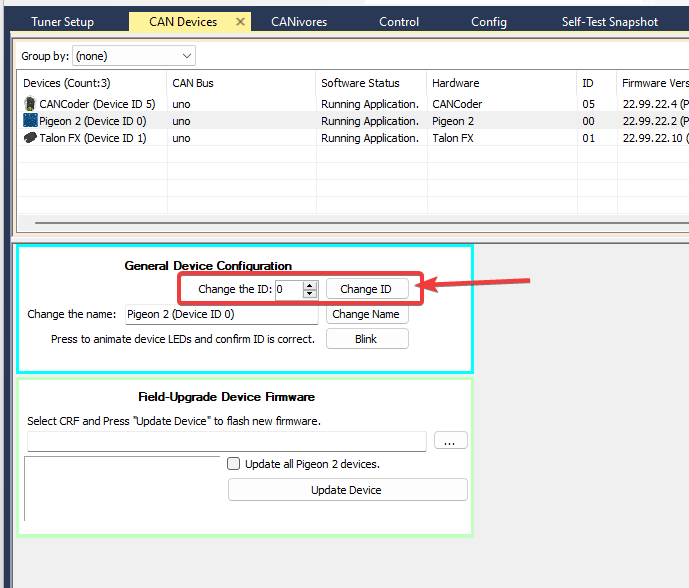 Tuner Setup CAN Devices CANivores Control Config Self-Test Snapshot
Group by: (none)
Devices (Count:3) CAN Bus Software Status Hardware ID Firmware Vers
CANCoder (Device ID 5) uno Running Application. CANCoder 05 22.99.22.4 (P
Pigeon 2 (Device ID 0) uno Running Application. Pigeon 2 00 22.99.22.2 (P
Talon FX (Device ID 1) uno Running Application. Talon FX 01 22.99.22.10 (
General Device Configuration
Change the ID: 0 Change ID
Change the name: Pigeon 2 (Device ID 0) Change Name
Press to animate device LEDs and confirm ID is correct. Blink
Field-Upgrade Device Firmware
Select CRF and Press "Update Device" to flash new firmware.
...
Update all Pigeon 2 devices.
Update Device